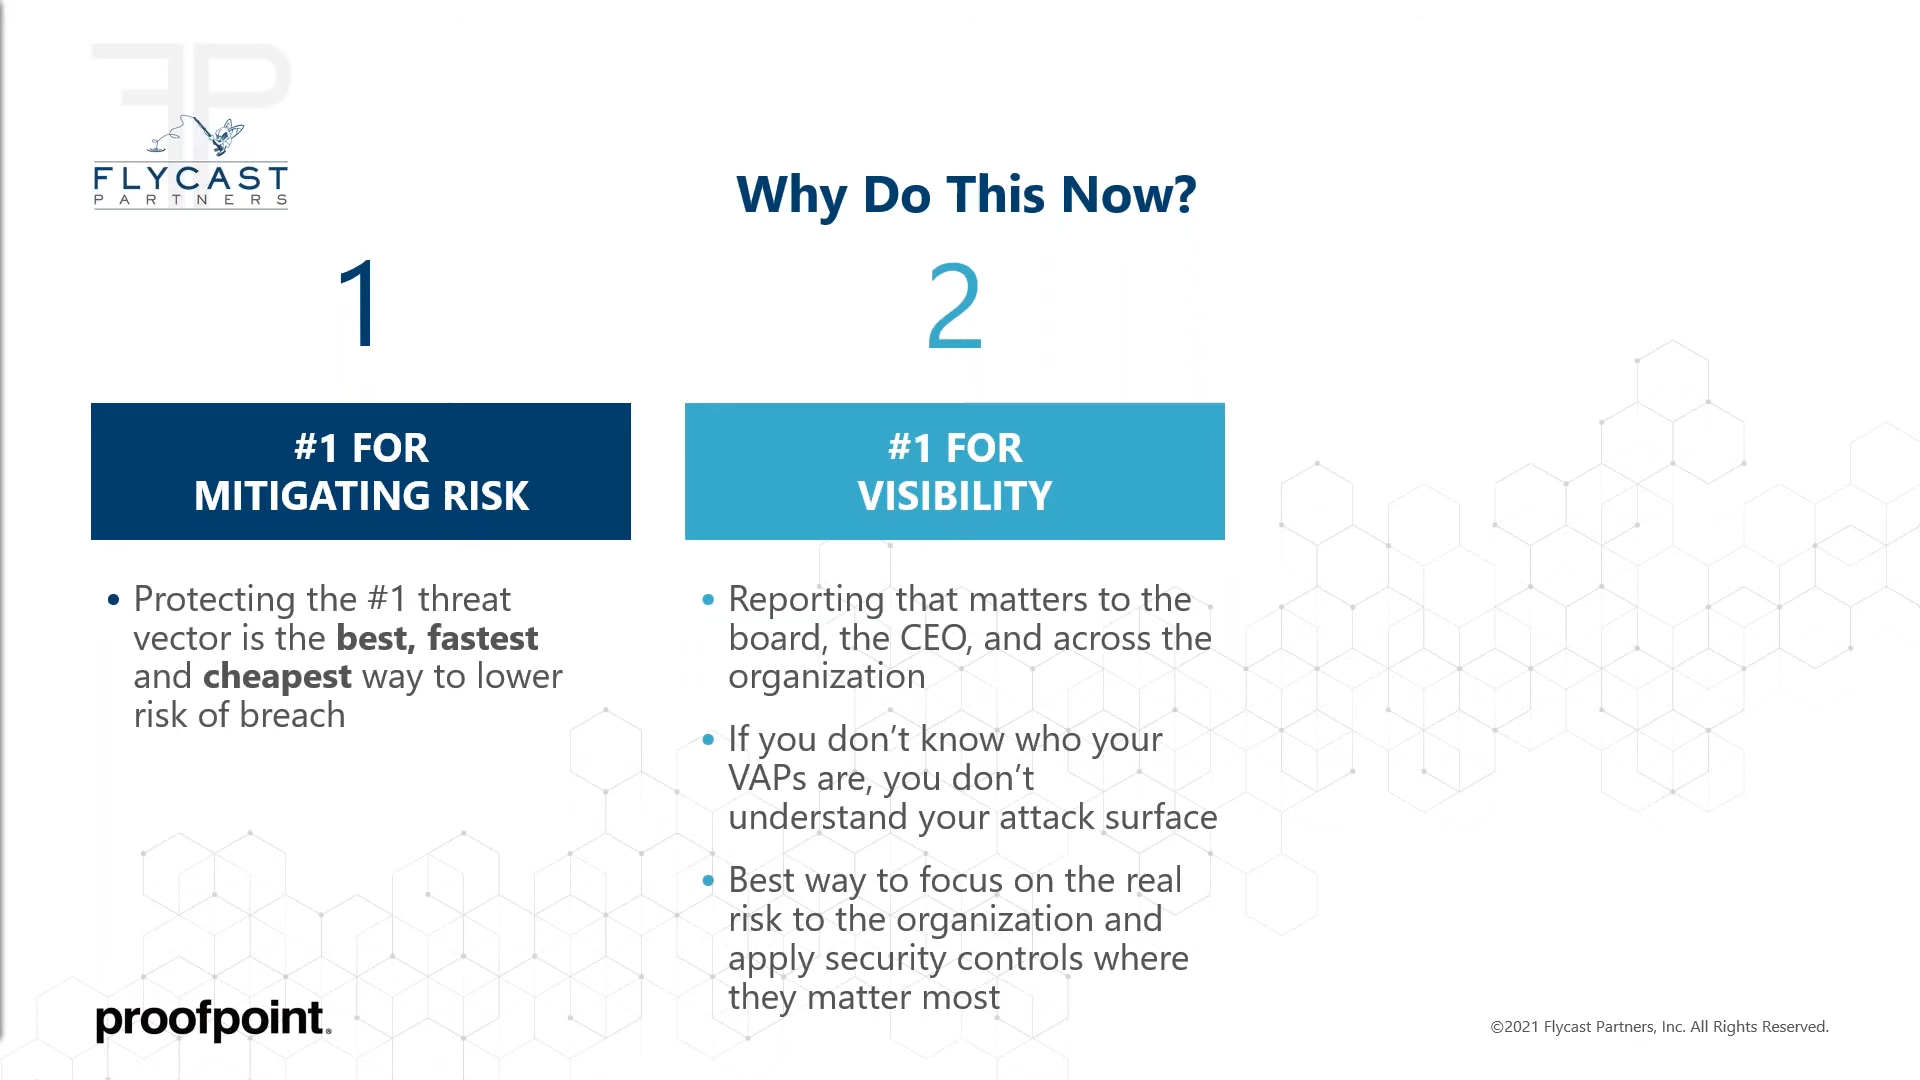 FP
FLYCAST
PARTNERS
Why Do This Now?
1
#1 FOR
MITIGATING RISK
• Protecting the #1 threat
vector is the best, fastest
and cheapest way to lower
risk of breach
2
#1 FOR
VISIBILITY
• Reporting that matters to the
board, the CEO, and across the
organization
• If you don’t know who your
VAPs are, you don’t
understand your attack surface
• Best way to focus on the real
risk to the organization and
apply security controls where
they matter most
proofpoint®
©2021 Flycast Partners, Inc. All Rights Reserved.